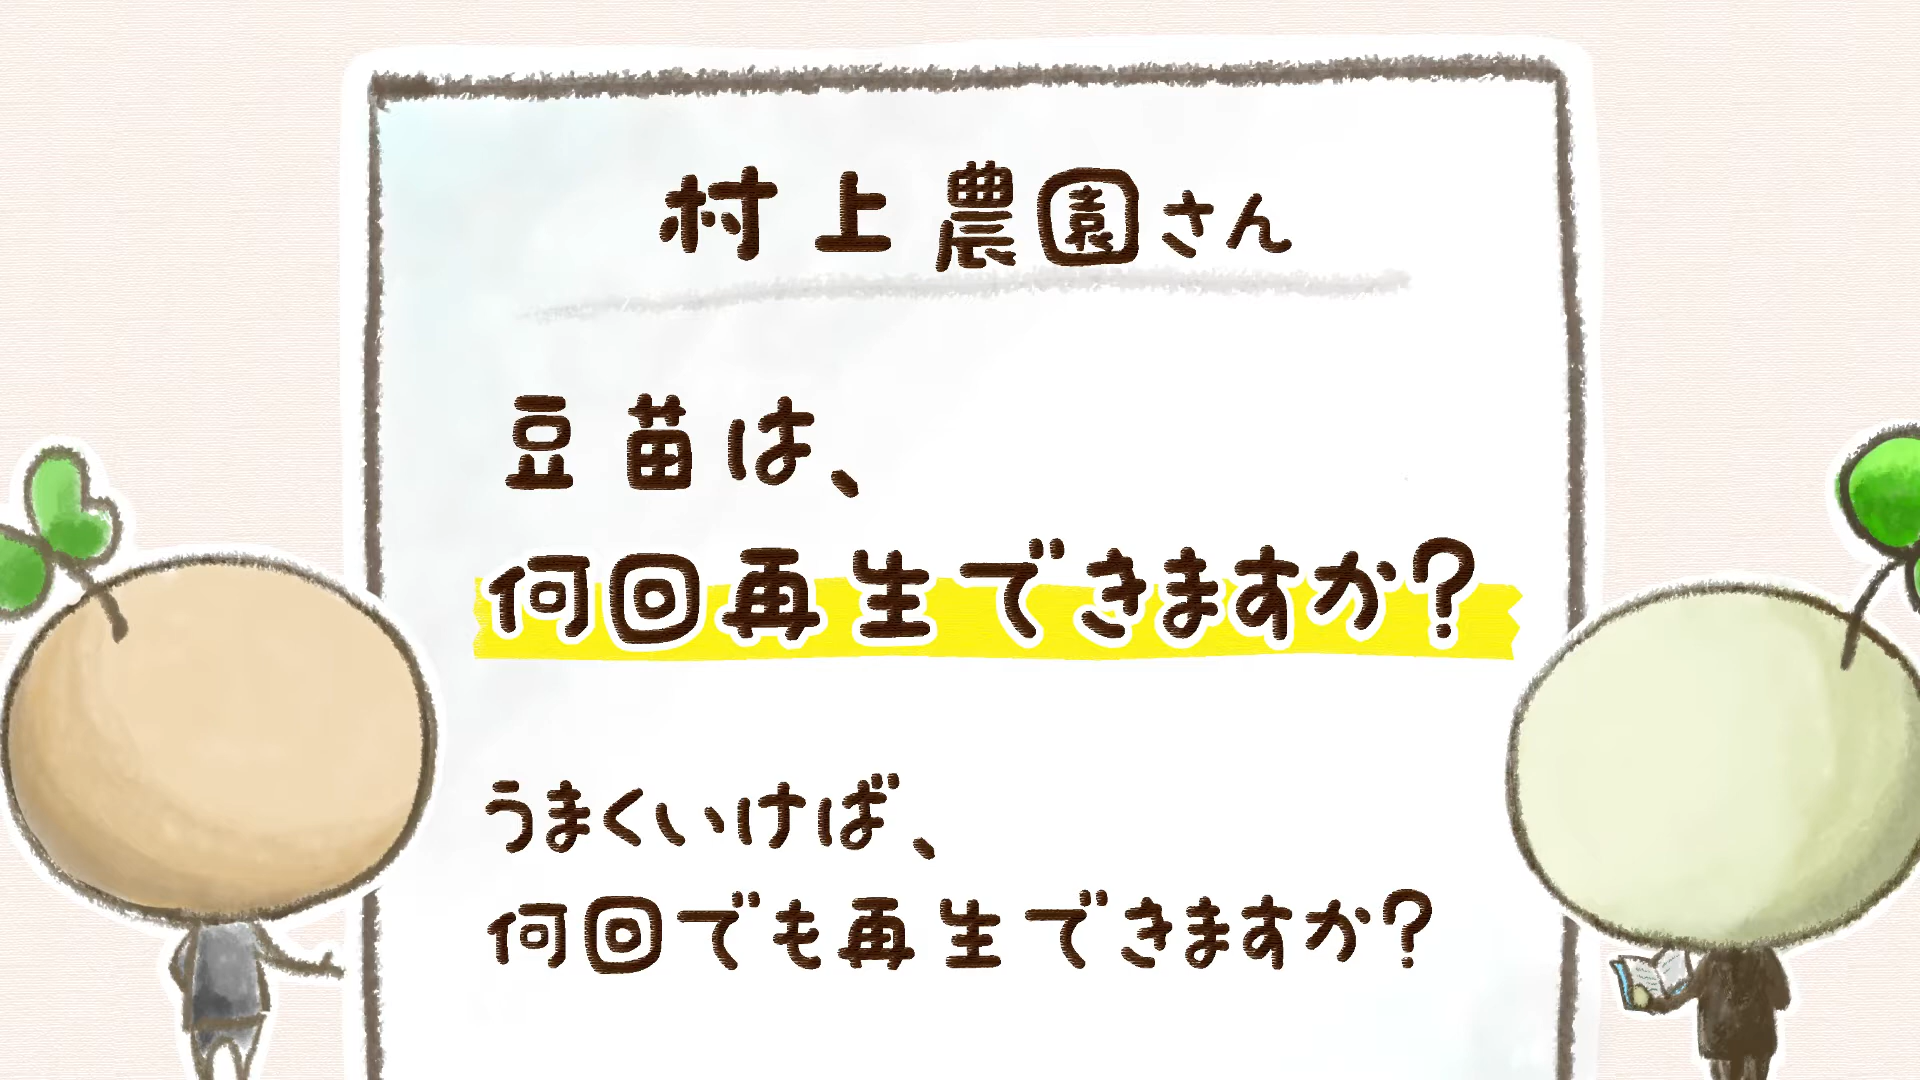 村上農園さん
豆苗は、
何回再生できますか?
うまくいけば、
何回でも再生できますか?